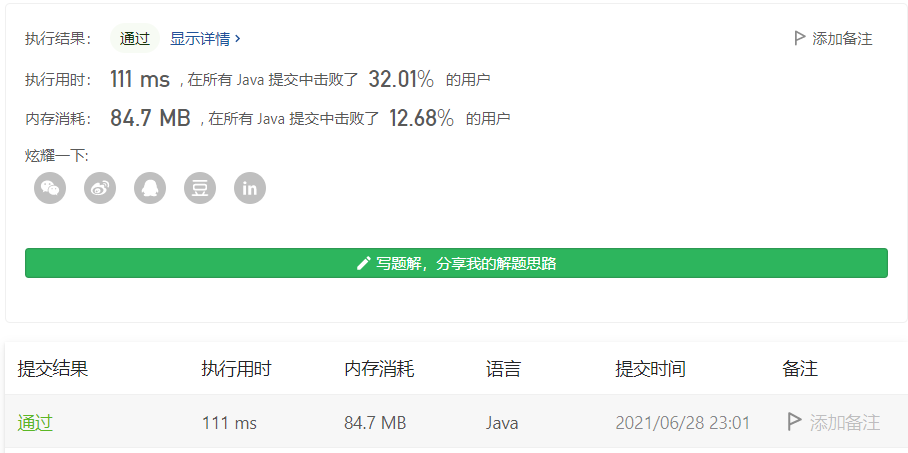 执行结果： 通过 显示详情 > 添加备注
执行用时： 111 ms , 在所有 Java 提交中击败了 32.01% 的用户
内存消耗： 84.7 MB , 在所有 Java 提交中击败了 12.68% 的用户
炫耀一下:
豆 in
写题解，分享我的解题思路
提交结果 执行用时 内存消耗 语言 提交时间 备注
通过 111 ms 84.7 MB Java 2021/06/28 23:01 添加备注